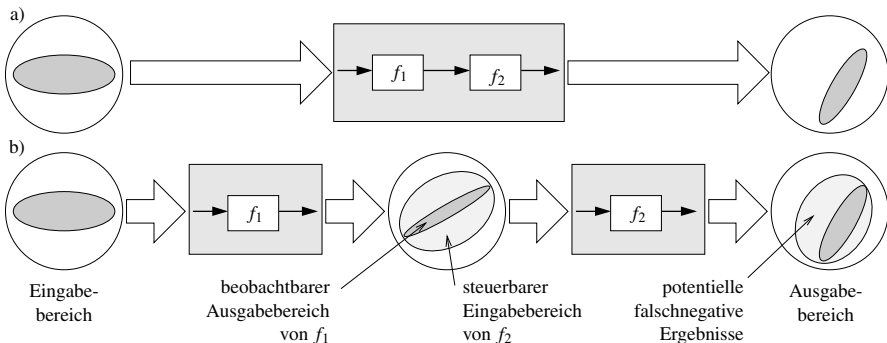 a)
f1
f2
b)
f1
f2
Eingabe-
bereich
beobachtbarer
Ausgabebereich
von f1
steuerbarer
Eingabebereich
von f2
potentielle
falschnegative
Ergebnisse
Ausgabe-
bereich